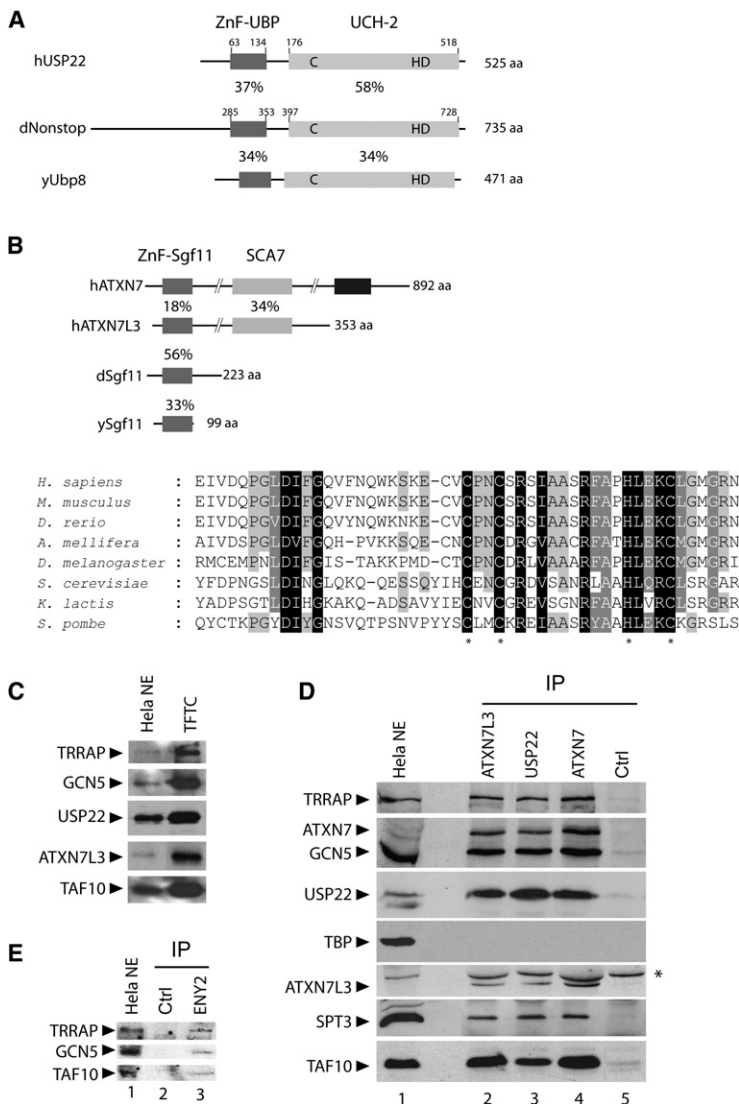 A
ZnF-UBP UCH-2
63 134 176 518
hUSP22 C HD 525 aa
37% 58%
285 353 397 728
dNonstop C HD 735 aa
34% 34%
yUbp8 C HD 471 aa
B
ZnF-Sgf11 SCA7
hATXN7 // // 892 aa
18% 34%
hATXN7L3 // 353 aa
56%
dSgf11 223 aa
33%
ySgf11 99 aa
H. sapiens : EIVDQPGLDIFGQVFNQWKSKE-CVCPNCSRSIAASRFAPHLEKCLGMGRN
M. musculus : EIVDQPGLDIFGQVFNQWKSKE-CVCPNCSRSIAASRFAPHLEKCLGMGRN
D. rerio : EIVDQPGVDIFGQVYNQWKNKE-CVCPNCSRSIAASRFAPHLEKCLGMGRN
A. mellifera : AIVDSPGLDVFGQH-PVKKSQE-CNCPNCDRGVAACRFATHLEKCMGMGRN
D. melanogaster : RMCEMPNLDIFGIS-TAKKPMD-CTCPNCDRLVAAARFAPHLEKCMGMGRI
S. cerevisiae : YFDPNGSLDINGLQKQ-QESSQYIHCENCGRDVSANRLAAHLQRCLSRGAR
K. lactis : YADPSGTLDIHGKAKQ-ADSAVYIECNVCGREVSGNRFAAHLVRCLSRGRR
S. pombe : QYCTKPGYDIYGNSVQTPSNVPYYSCLMCKREIAASRYAAHLEKCKGRSLS
* * * *
C
Hela NE TFTC
TRRAP
GCN5
USP22
ATXN7L3
TAF10
D
IP
Hela NE ATXN7L3 USP22 ATXN7 Ctrl
TRRAP
ATXN7
GCN5
USP22
TBP
*
ATXN7L3
SPT3
TAF10
1 2 3 4 5
E
IP
Hela NE Ctrl ENY2
TRRAP
GCN5
TAF10
1 2 3